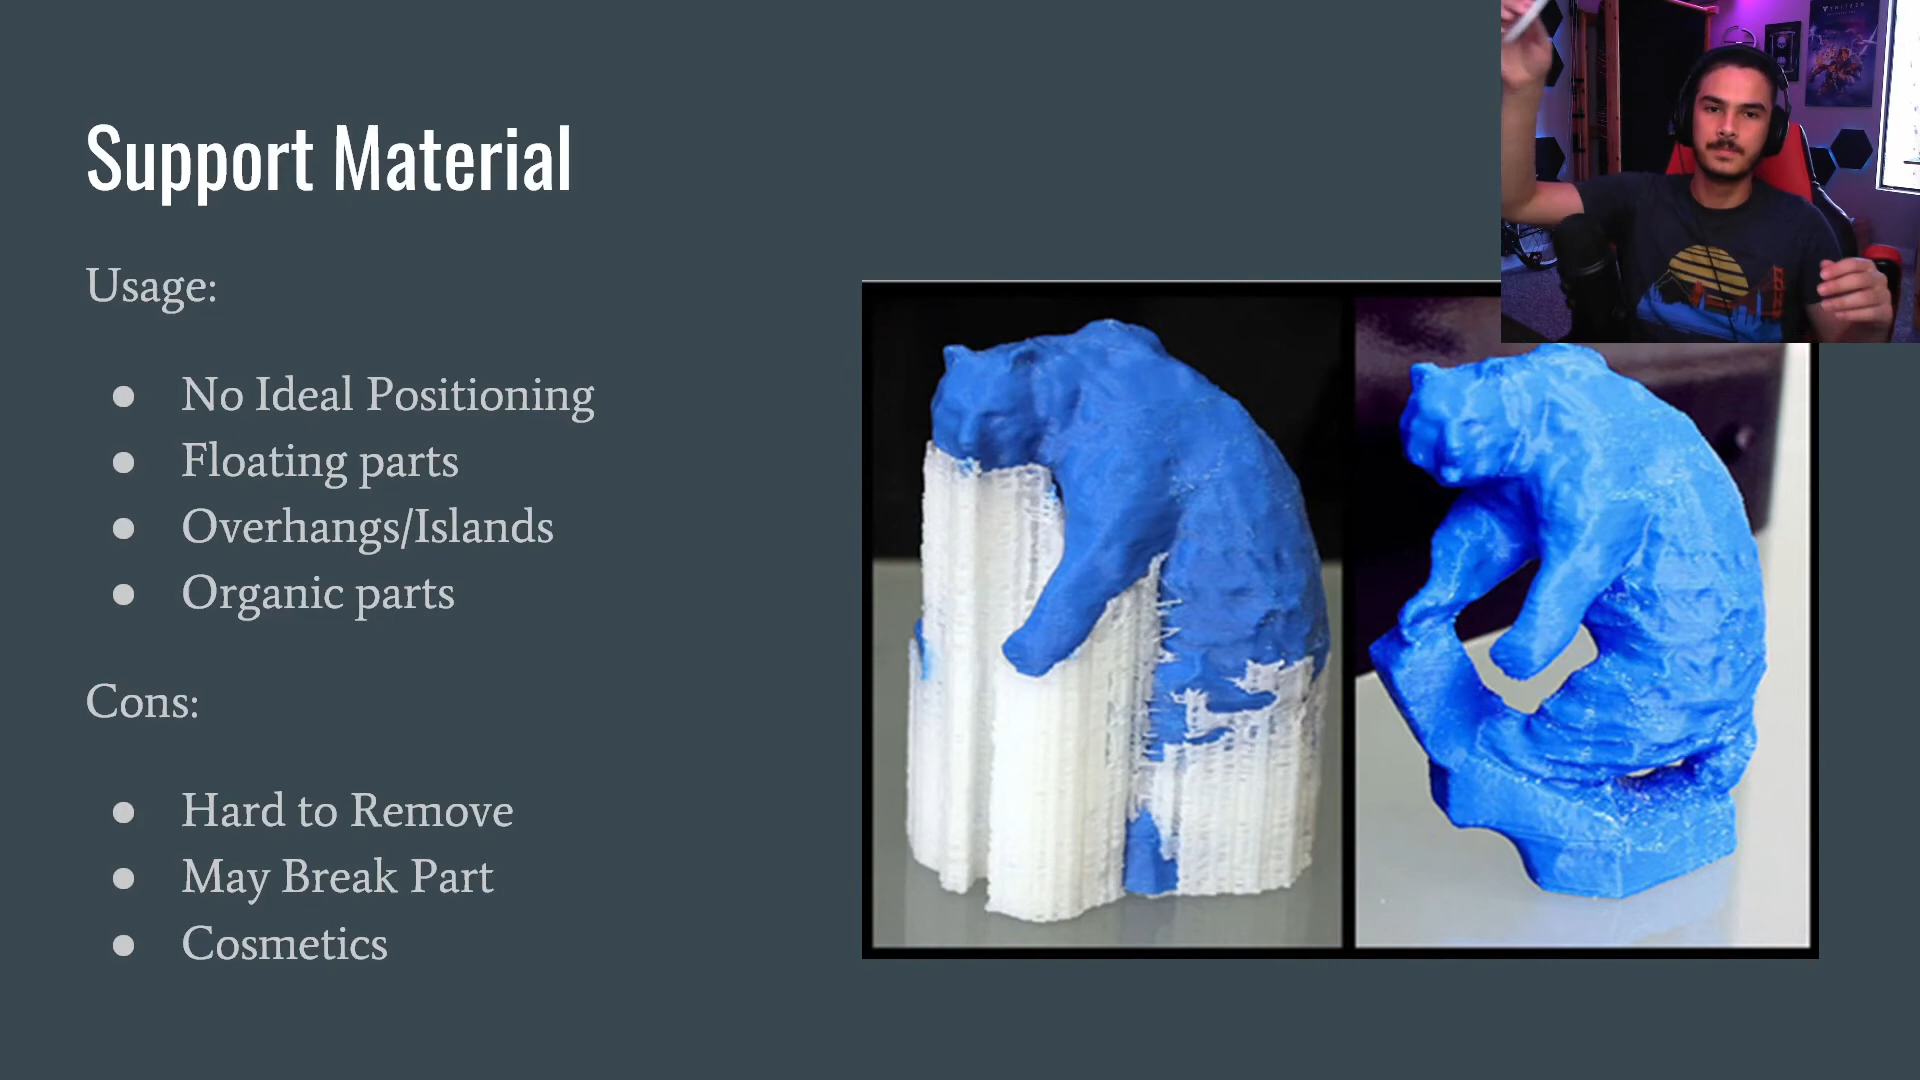 Support Material
Usage:
No Ideal Positioning
Floating parts
Overhangs/Islands
Organic parts
Cons:
Hard to Remove
May Break Part
Cosmetics